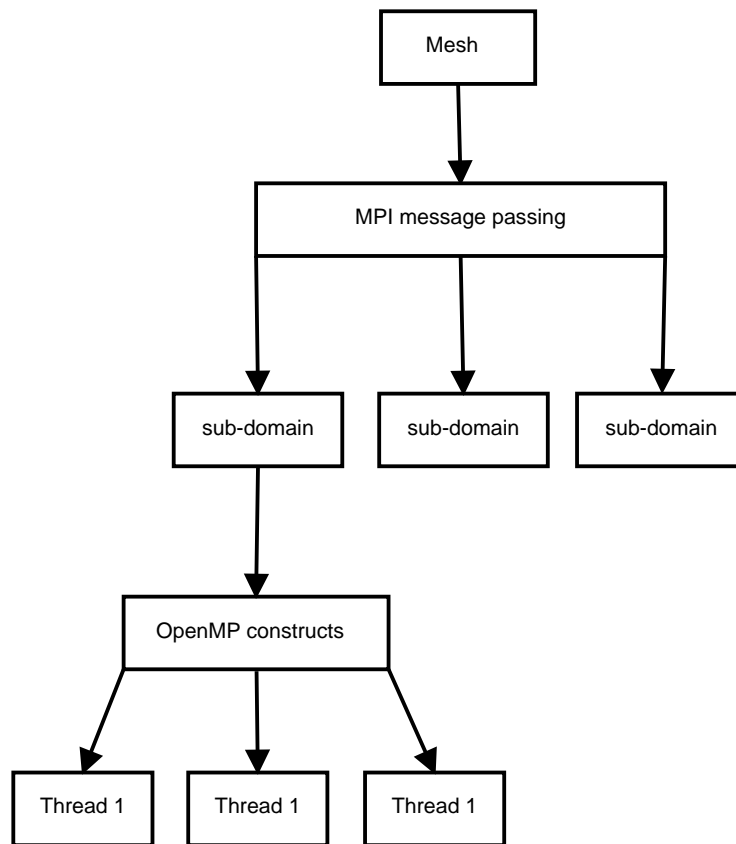 Mesh
MPI message passing
sub-domain
sub-domain
sub-domain
OpenMP constructs
Thread 1
Thread 1
Thread 1